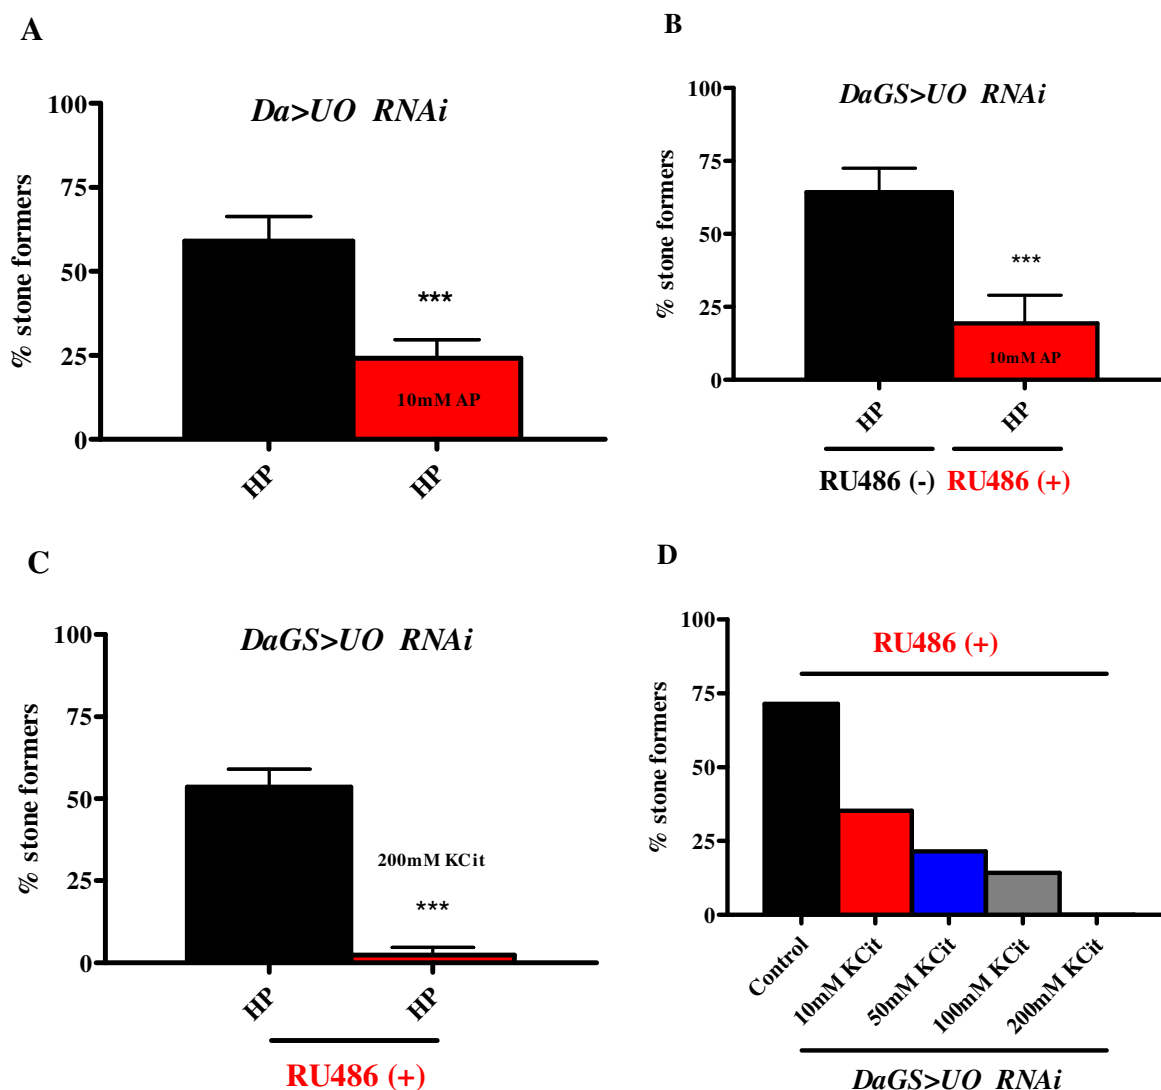 A
Da>UO RNAi
% stone formers
100
75
50
25
0
***
10mM AP
HP
HP
B
DaGS>UO RNAi
% stone formers
100
75
50
25
0
***
10mM AP
HP
HP
RU486 (-)
RU486 (+)
C
DaGS>UO RNAi
% stone formers
100
75
50
25
0
200mM KCit
***
HP
HP
RU486 (+)
D
RU486 (+)
% stone formers
100
75
50
25
0
Control
10mM KCit
50mM KCit
100mM KCit
200mM KCit
DaGS>UO RNAi